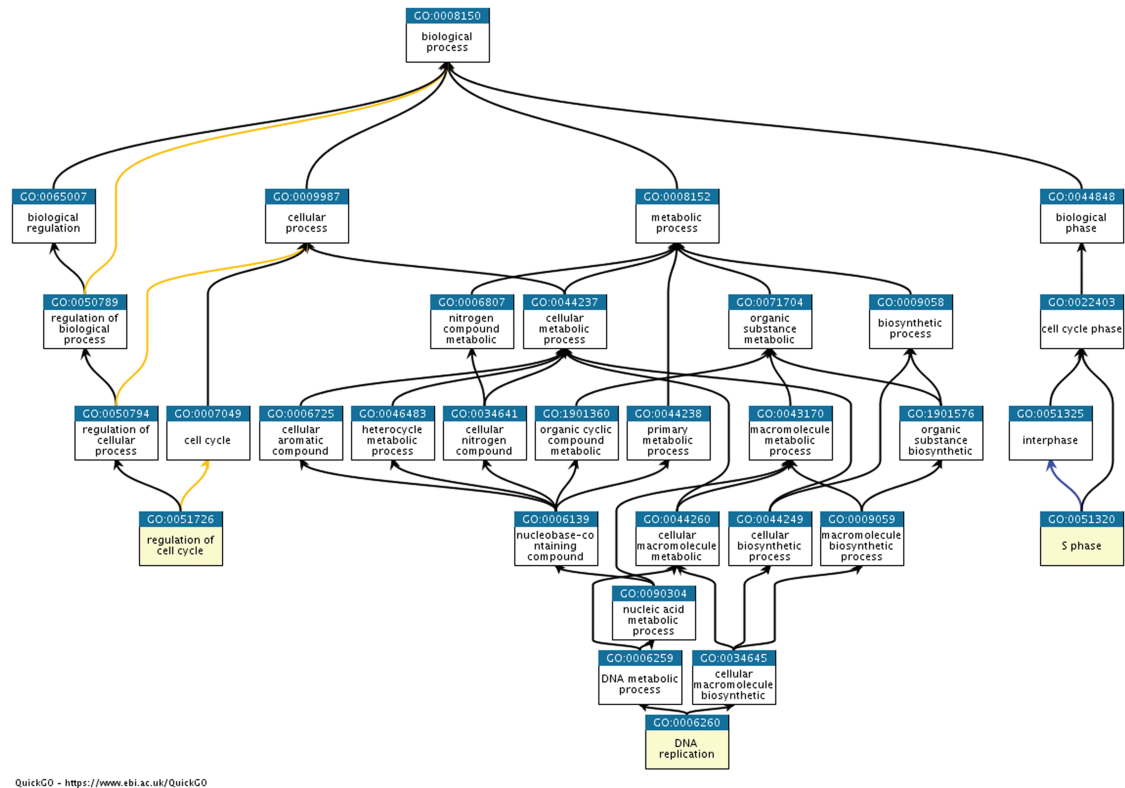 GO:0008150
biological
process
GO:0065007
biological
regulation
GO:0009987
cellular
process
GO:0008152
metabolic
process
GO:0044848
biological
phase
GO:0050789
regulation of
biological
process
GO:0006807
nitrogen
compound
metabolic
GO:0044237
cellular
metabolic
process
GO:0071704
organic
substance
metabolic
GO:0009058
biosynthetic
process
GO:0022403
cell cycle phase
GO:0050794
regulation of
cellular
process
GO:0007049
cell cycle
GO:0006725
cellular
aromatic
compound
GO:0046483
heterocycle
metabolic
process
GO:0034641
cellular
nitrogen
compound
GO:1901360
organic cyclic
compound
metabolic
GO:0044238
primary
metabolic
process
GO:0043170
macromolecule
metabolic
process
GO:1901576
organic
substance
biosynthetic
GO:0051325
interphase
GO:0051726
regulation of
cell cycle
GO:0006139
nucleobase-co
ntaining
compound
GO:0044260
cellular
macromolecule
metabolic
GO:0044249
cellular
biosynthetic
process
GO:0009059
macromolecule
biosynthetic
process
GO:0051320
S phase
GO:0090304
nucleic acid
metabolic
process
GO:0006259
DNA metabolic
process
GO:0034645
cellular
macromolecule
biosynthetic
GO:0006260
DNA
replication
QuickGO - https://www.ebi.ac.uk/QuickGO